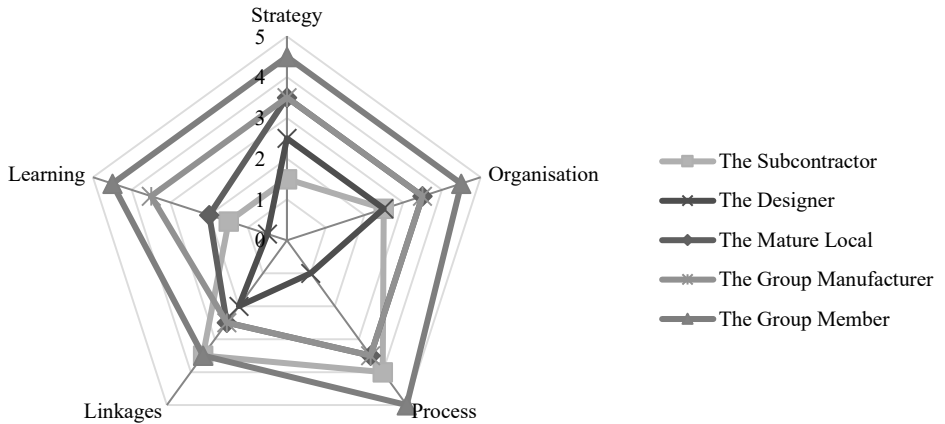 Strategy
5
4
3
2
1
0
Learning
Organisation
Linkages
Process
The Subcontractor
The Designer
The Mature Local
The Group Manufacturer
The Group Member